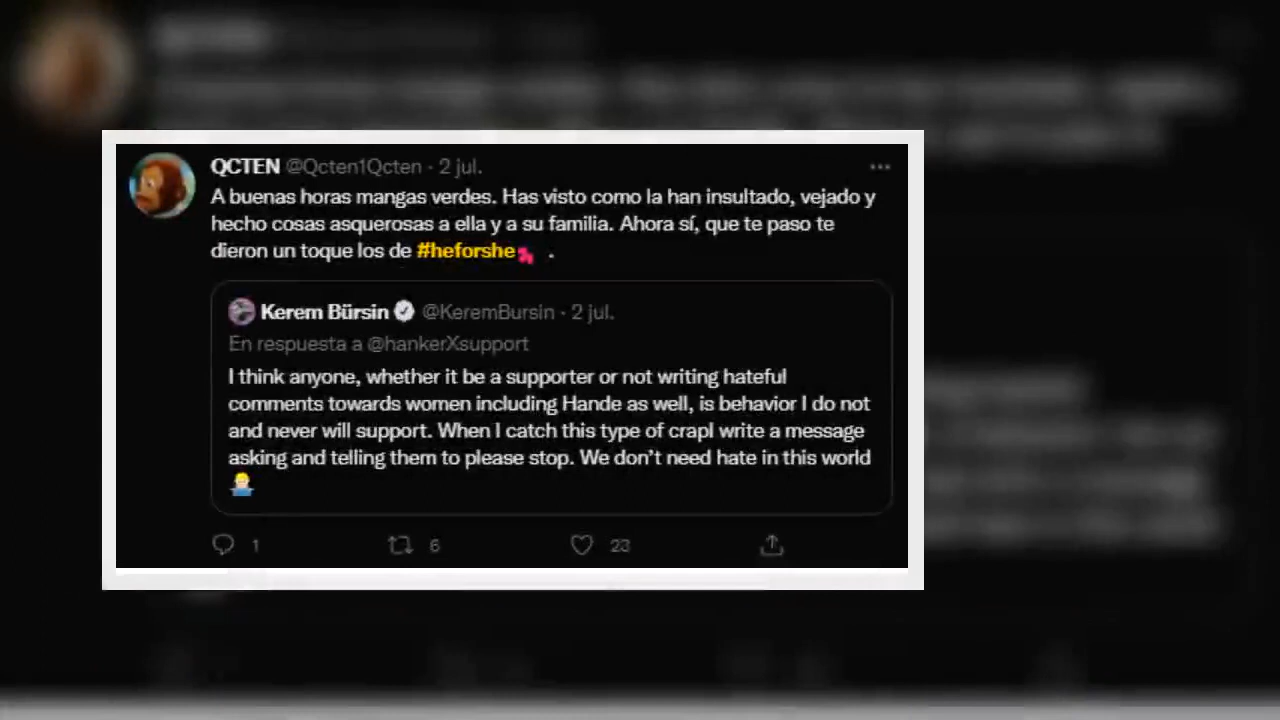 QCTEN @Qcten1Qcten · 2 jul.
A buenas horas mangas verdes. Has visto como la han insultado, vejado y
hecho cosas asquerosas a ella y a su familia. Ahora sí, que te paso te
dieron un toque los de #heforshe .
Kerem Bürsin @KeremBursin · 2 jul.
En respuesta a @hankerXsupport
I think anyone, whether it be a supporter or not writing hateful
comments towards women including Hande as well, is behavior I do not
and never will support. When I catch this type of crapI write a message
asking and telling them to please stop. We don't need hate in this world
1 6 23